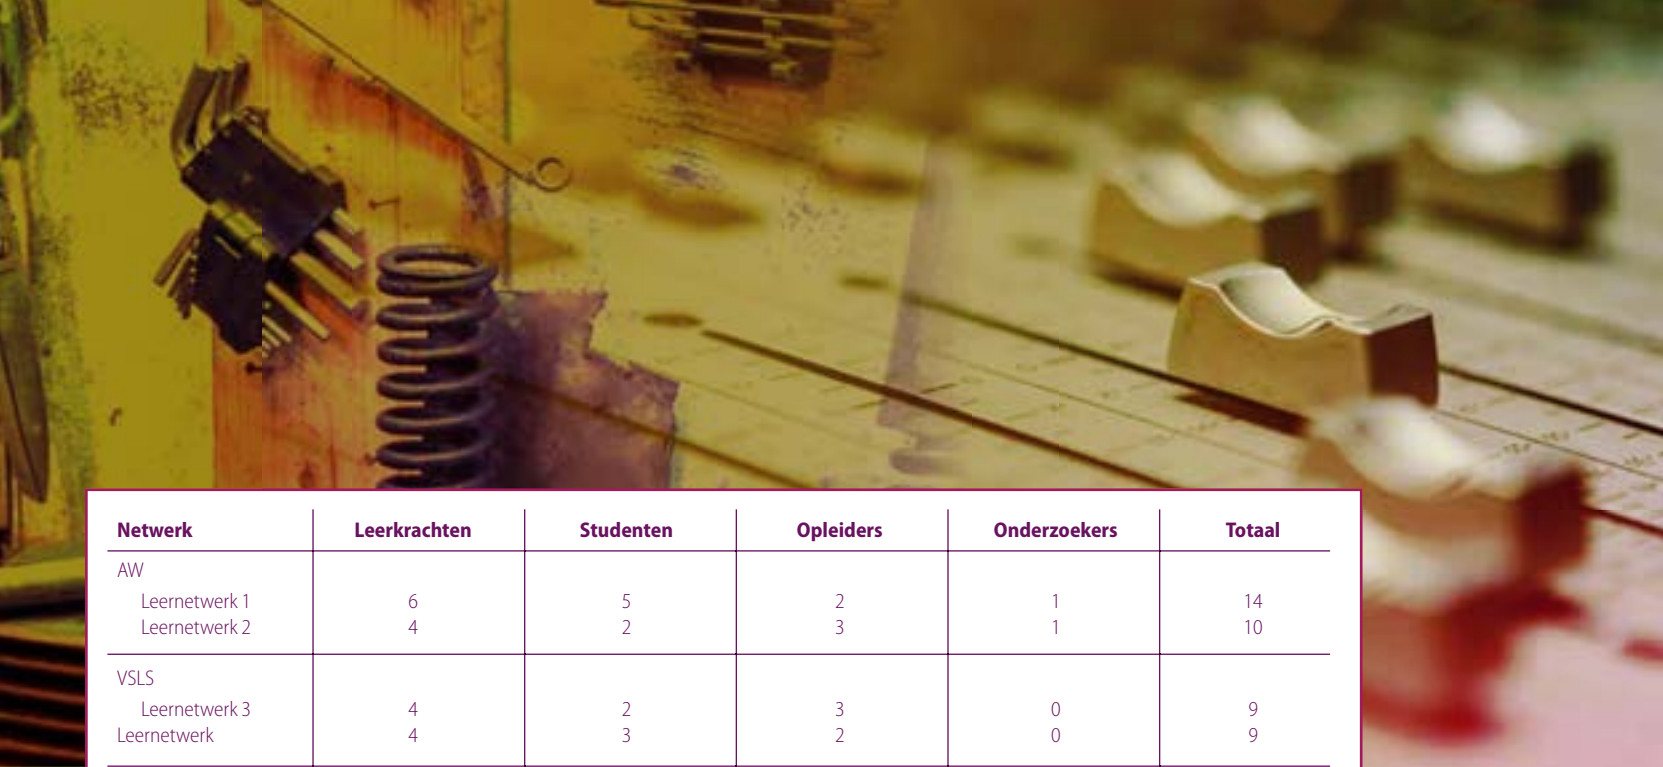 Netwerk Leerkrachten Studenten Opleiders Onderzoekers Totaal
AW
Leernetwerk 1 6 5 2 1 14
Leernetwerk 2 4 2 3 1 10
VSLS
Leernetwerk 3 4 2 3 0 9
Leernetwerk 4 3 2 0 9